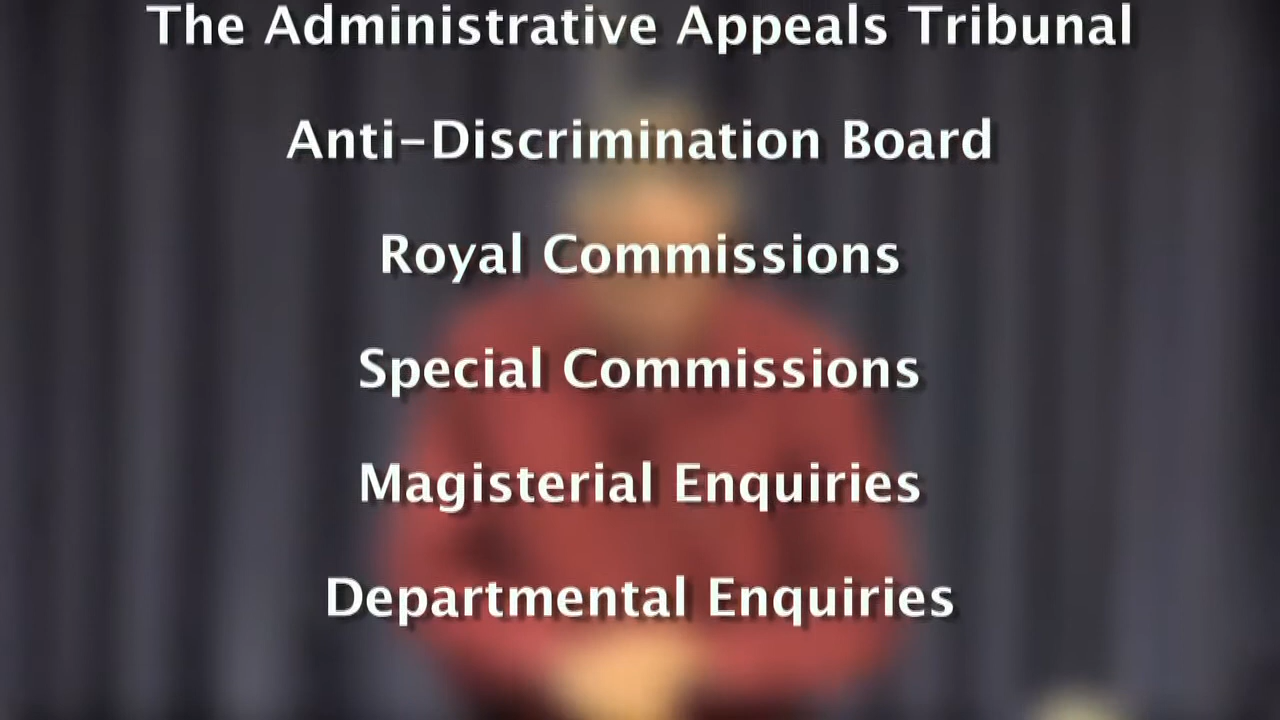 The Administrative Appeals Tribunal
Anti-Discrimination Board
Royal Commissions
Special Commissions
Magisterial Enquiries
Departmental Enquiries